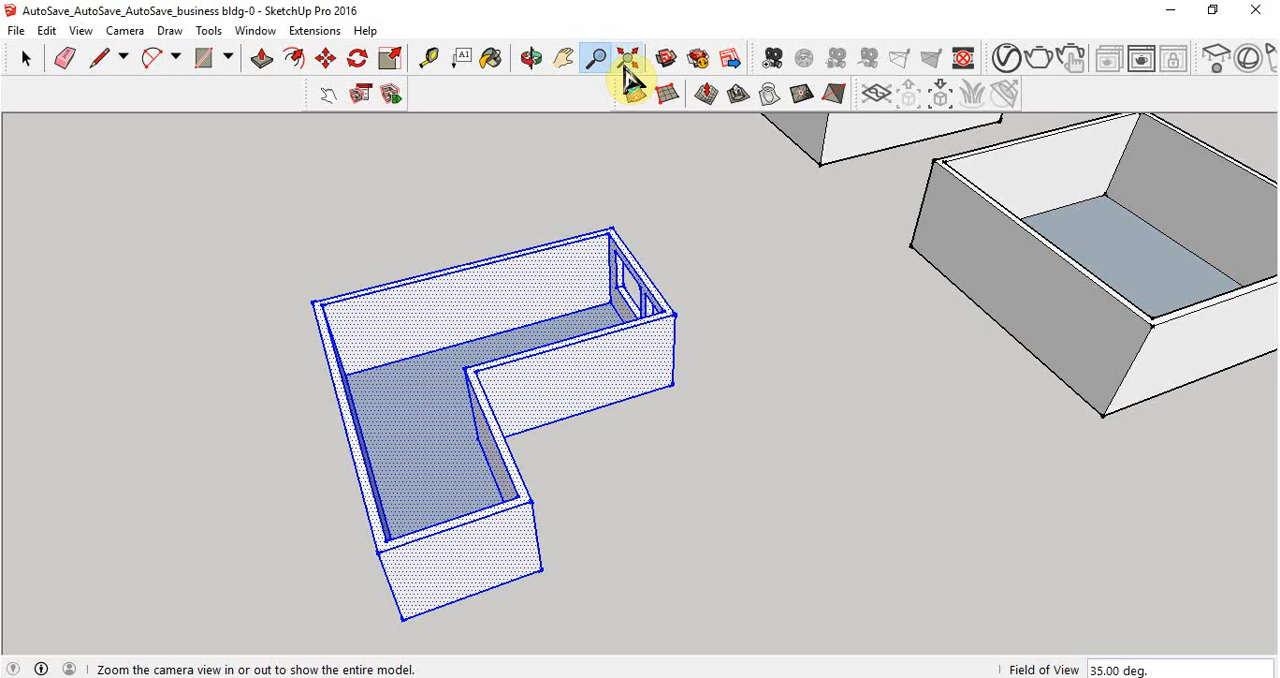 AutoSave_AutoSave_AutoSave_business bldg-0 - SketchUp Pro 2016
File Edit View Camera Draw Tools Window Extensions Help
A1
Zoom the camera view in or out to show the entire model.
Field of View 35.00 deg.